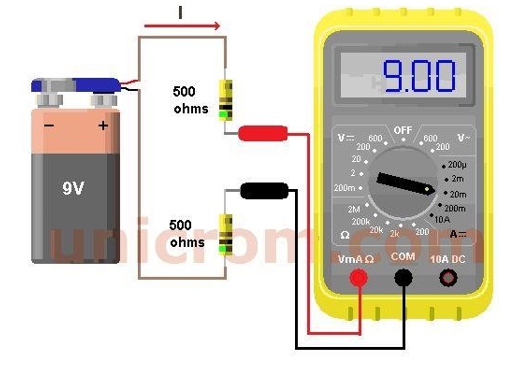 I
500
ohms
9.00
OFF
V=
600
200
20
2
200m
600
200
V~
200µ
2m
20m
200m
10A
2M
200k
20k
2k
200
Ω
A=
- +
9V
500
ohms
unicrom.com
VmA Ω
COM
10A DC